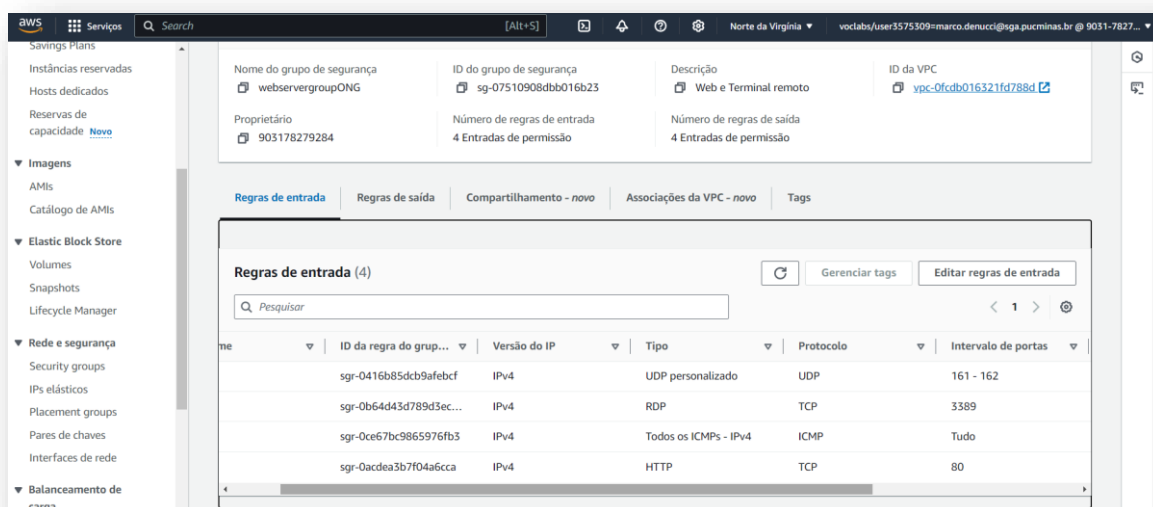 aws Serviços Search [Alt+S] Norte da Virgínia voclabs/user3575309=marco.denucci@sga.pucminas.br @ 9031-7827...
Savings Plans
Instâncias reservadas
Hosts dedicados
Reservas de
capacidade Novo
Imagens
AMIs
Catálogo de AMIs
Elastic Block Store
Volumes
Snapshots
Lifecycle Manager
Rede e segurança
Security groups
IPs elásticos
Placement groups
Pares de chaves
Interfaces de rede
Balanceamento de
carga
Nome do grupo de segurança ID do grupo de segurança Descrição ID da VPC
webservergroupONG sg-07510908dbb016b23 Web e Terminal remoto vpc-0fcdb016321fd788d
Proprietário Número de regras de entrada Número de regras de saída
903178279284 4 Entradas de permissão 4 Entradas de permissão
Regras de entrada Regras de saída Compartilhamento - novo Associações da VPC - novo Tags
Regras de entrada (4) Gerenciar tags Editar regras de entrada
Pesquisar 1
me ID da regra do grup... Versão do IP Tipo Protocolo Intervalo de portas
sgr-0416b85dcb9afebcf IPv4 UDP personalizado UDP 161 - 162
sgr-0b64d43d789d3ec... IPv4 RDP TCP 3389
sgr-0ce67bc9865976fb3 IPv4 Todos os ICMPs - IPv4 ICMP Tudo
sgr-0acdea3b7f04a6cca IPv4 HTTP TCP 80